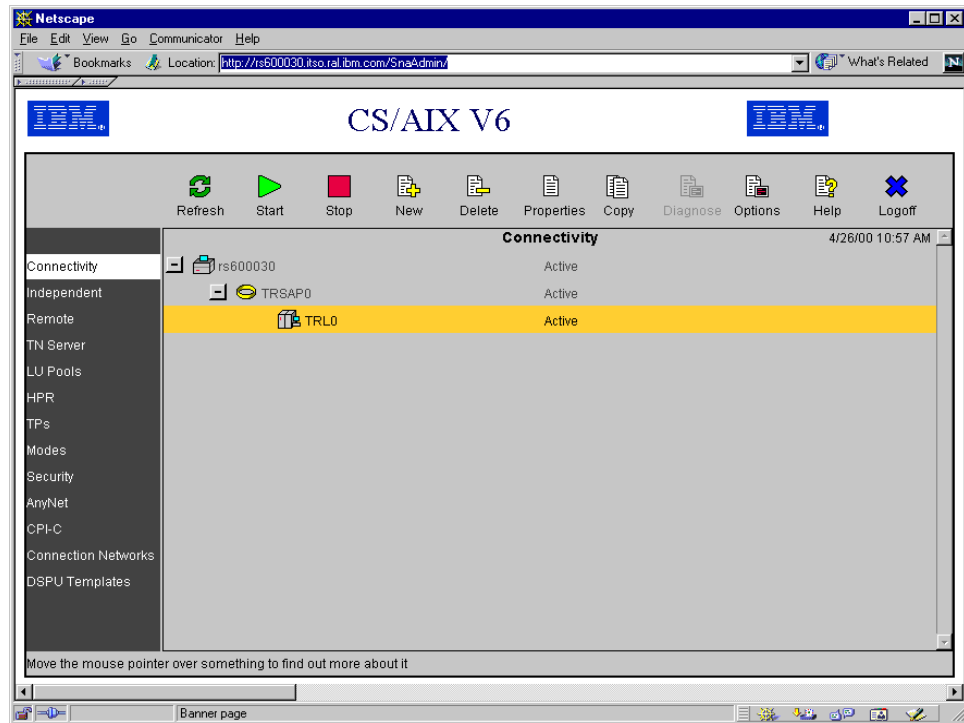 Netscape
File Edit View Go Communicator Help
Bookmarks Location: http://rs600030.itso.ral.ibm.com/SnaAdmin/ What's Related N
IBM CS/AIX V6 IBM
Refresh Start Stop New Delete Properties Copy Diagnose Options Help Logoff
Connectivity 4/26/00 10:57 AM
Connectivity
rs600030 Active
Independent
TRSAP0 Active
Remote
TRL0 Active
TN Server
LU Pools
HPR
TPs
Modes
Security
AnyNet
CPI-C
Connection Networks
DSPU Templates
Move the mouse pointer over something to find out more about it
Banner page